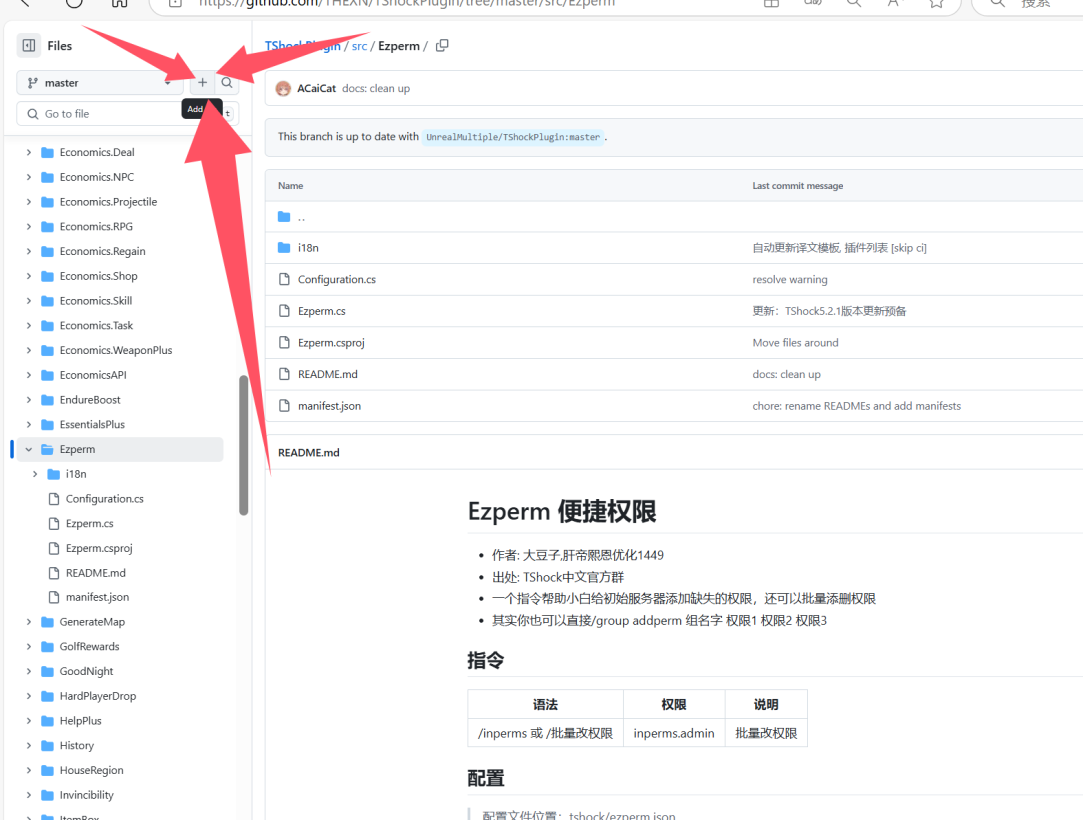 https://github.com/THEXN/TShockPlugin/tree/master/src/Ezperm
搜索
Files
TShockPlugin / src / Ezperm /
master
Go to file
Add
t
ACaiCat docs: clean up
This branch is up to date with UnrealMultiple/TShockPlugin:master .
Name Last commit message
..
i18n 自动更新译文模板, 插件列表 [skip ci]
Configuration.cs resolve warning
Ezperm.cs 更新：TShock5.2.1版本更新预备
Ezperm.csproj Move files around
README.md docs: clean up
manifest.json chore: rename READMEs and add manifests
Economics.Deal
Economics.NPC
Economics.Projectile
Economics.RPG
Economics.Regain
Economics.Shop
Economics.Skill
Economics.Task
Economics.WeaponPlus
EconomicsAPI
EndureBoost
EssentialsPlus
Ezperm
i18n
Configuration.cs
Ezperm.cs
Ezperm.csproj
README.md
manifest.json
GenerateMap
GolfRewards
GoodNight
HardPlayerDrop
HelpPlus
History
HouseRegion
Invincibility
ItemBox
README.md
Ezperm 便捷权限
作者: 大豆子,肝帝熙恩优化1449
出处: TShock中文官方群
一个指令帮助小白给初始服务器添加缺失的权限，还可以批量添删权限
其实你也可以直接/group addperm 组名字 权限1 权限2 权限3
指令
语法 权限 说明
/inperms 或 /批量改权限 inperms.admin 批量改权限
配置
配置文件位置：tshock/ezperm.json